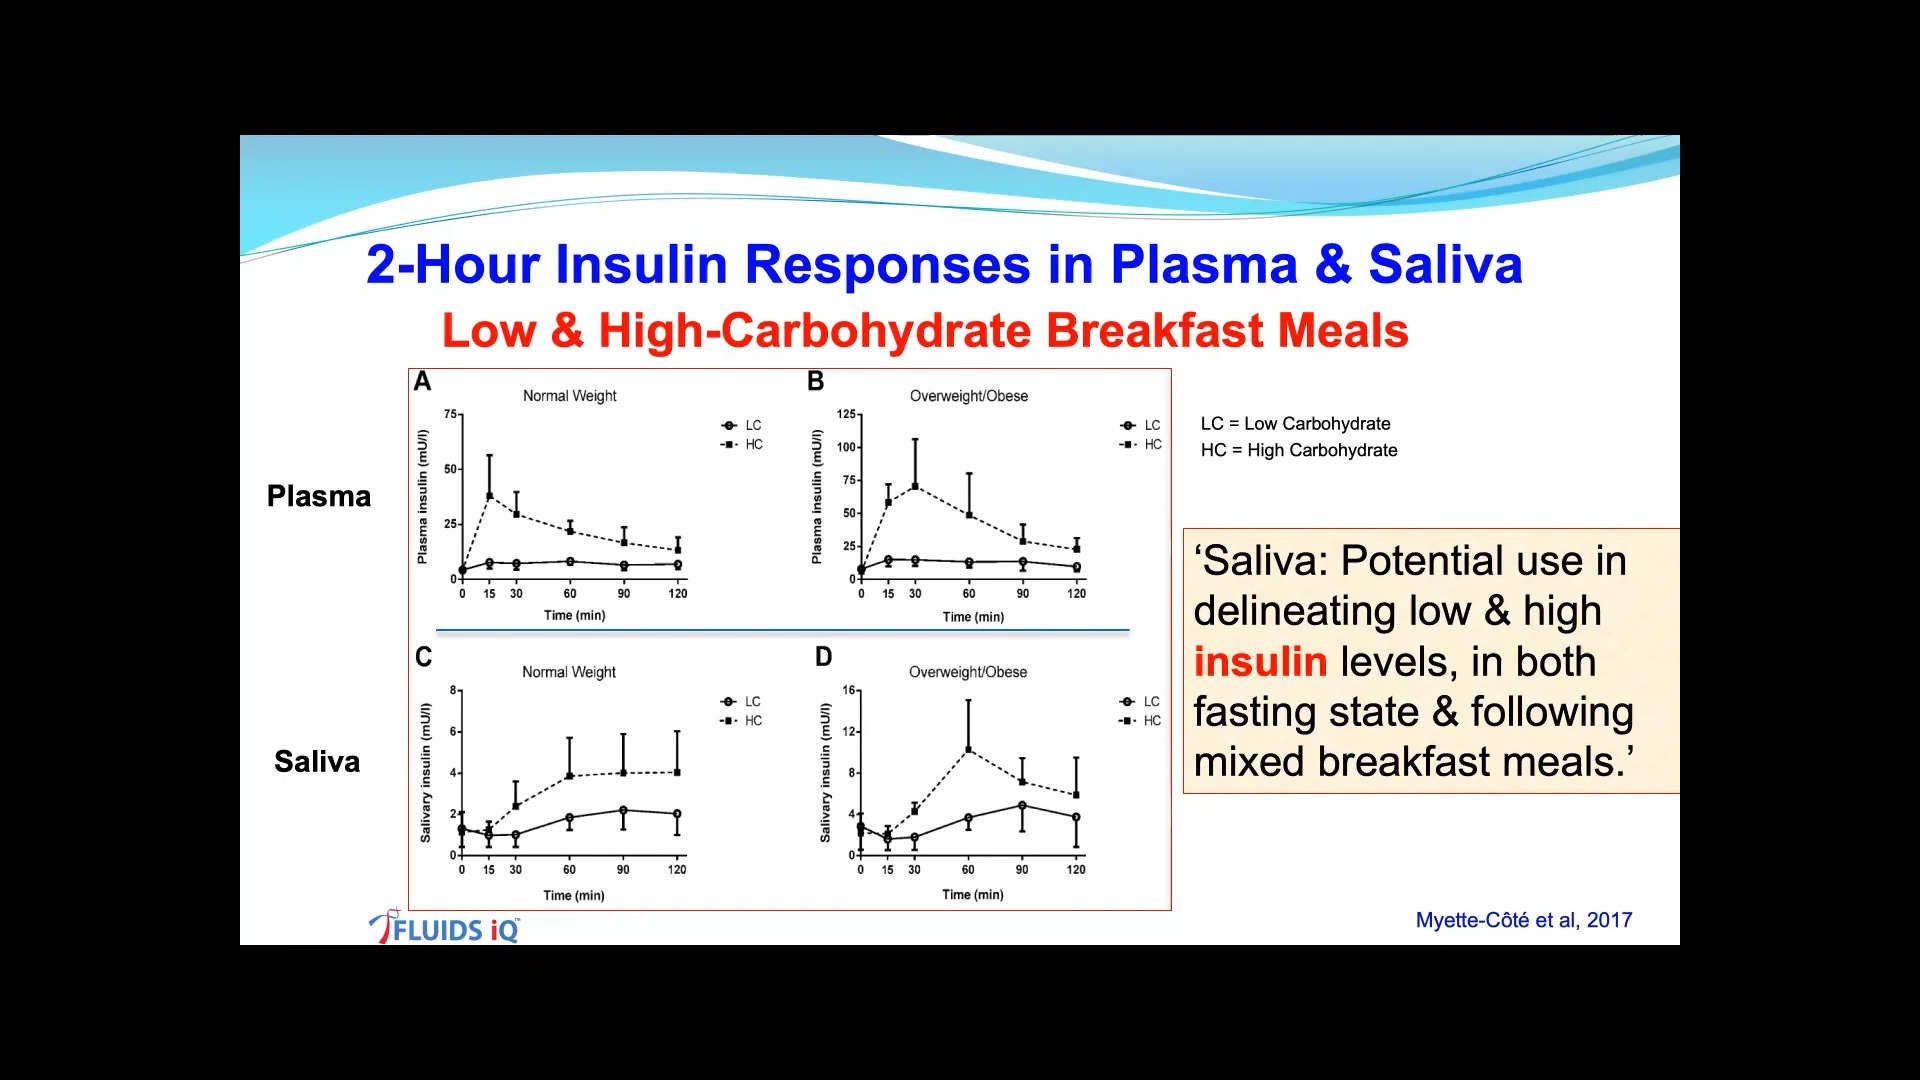 2-Hour Insulin Responses in Plasma & Saliva
Low & High-Carbohydrate Breakfast Meals
Plasma
A
Normal Weight
Plasma insulin (mU/l)
75
50
25
0
0 15 30 60 90 120
Time (min)
LC
HC
B
Overweight/Obese
Plasma insulin (mU/l)
125
100
75
50
25
0
0 15 30 60 90 120
Time (min)
LC
HC
LC = Low Carbohydrate
HC = High Carbohydrate
Saliva
C
Normal Weight
Salivary insulin (mU/l)
8
6
4
2
0
0 15 30 60 90 120
Time (min)
LC
HC
D
Overweight/Obese
Salivary insulin (mU/l)
16
12
8
4
0
0 15 30 60 90 120
Time (min)
LC
HC
‘Saliva: Potential use in
delineating low & high
insulin levels, in both
fasting state & following
mixed breakfast meals.’
FLUIDS iQ™
Myette-Côté et al, 2017